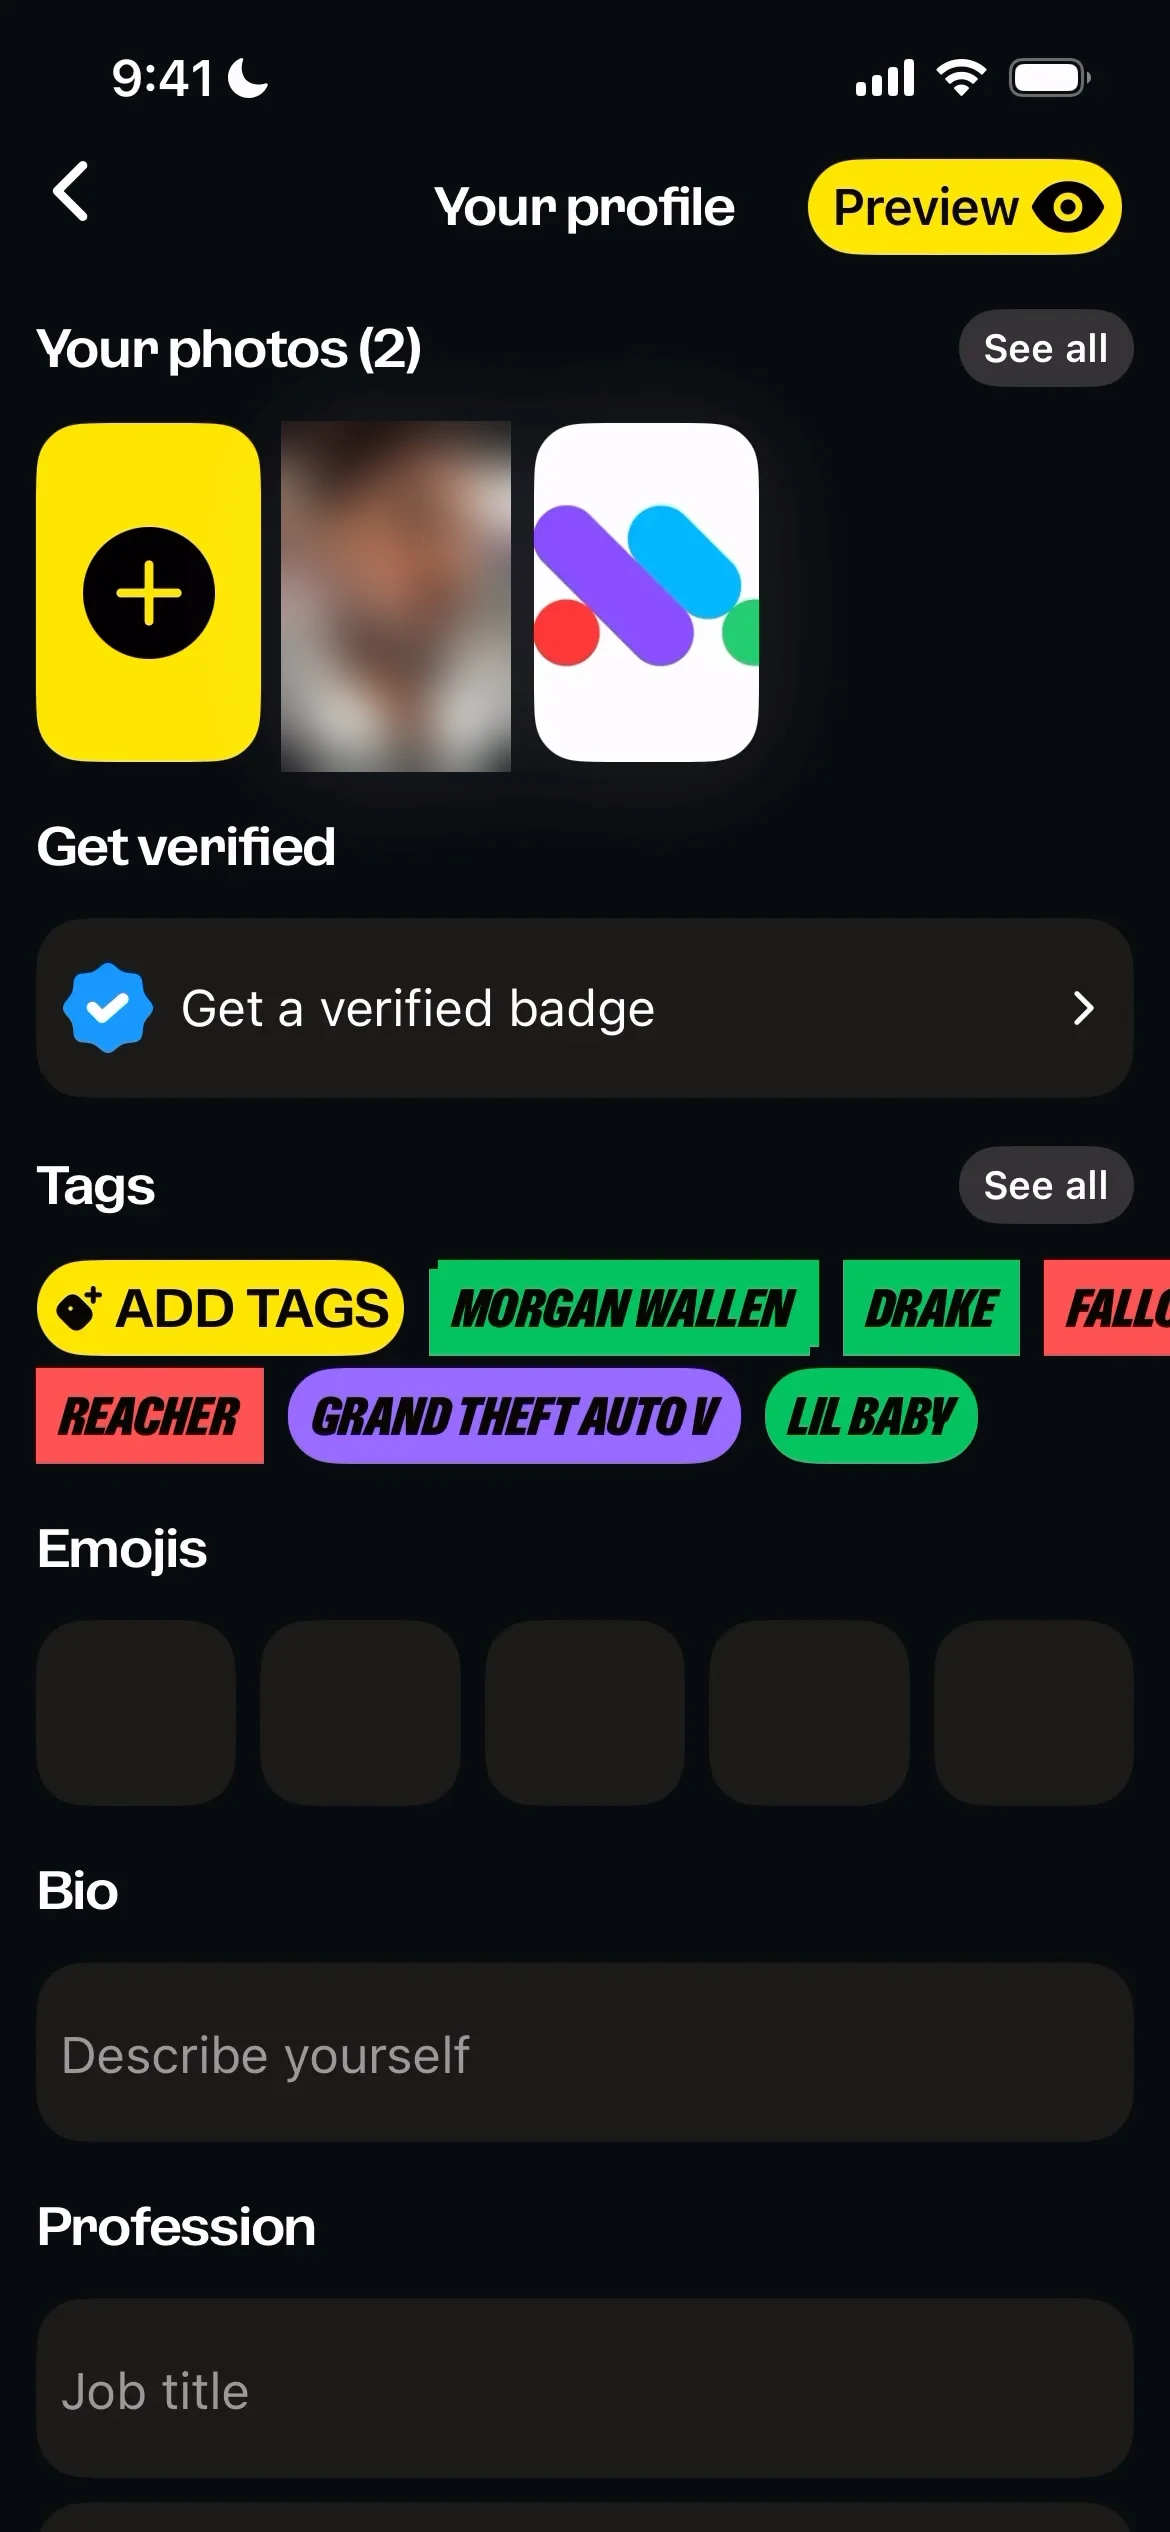 9:41
Your profile
Preview
Your photos (2)
See all
Get verified
Get a verified badge
Tags
See all
ADD TAGS
MORGAN WALLEN
DRAKE
FALLO
REACHER
GRAND THEFT AUTO V
LIL BABY
Emojis
Bio
Describe yourself
Profession
Job title